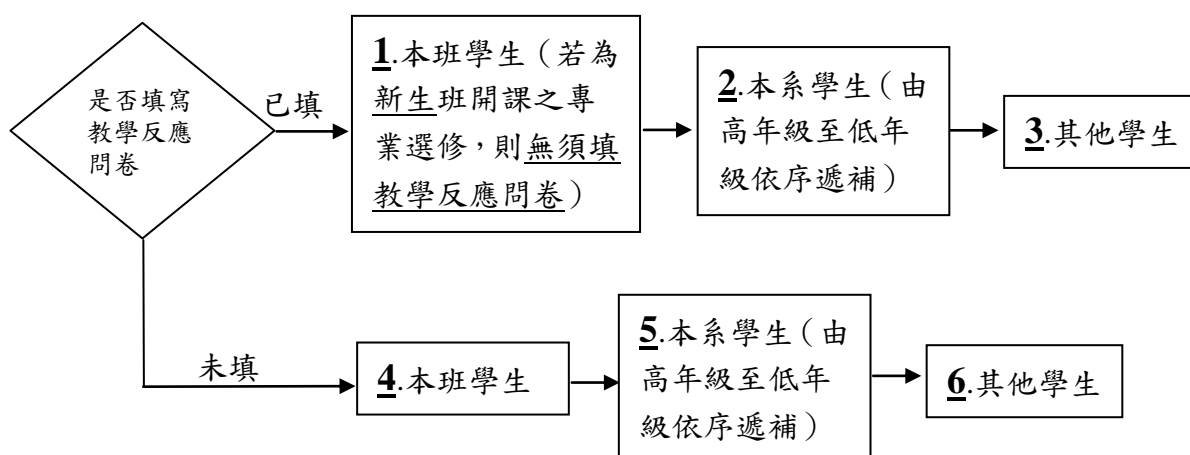 是否填寫
教學反應
問卷
已填
1.本班學生（若為
新生班開課之專
業選修，則無須填
教學反應問卷）
2.本系學生（由
高年級至低年
級依序遞補）
3.其他學生
未填
4.本班學生
5.本系學生（由
高年級至低年
級依序遞補）
6.其他學生